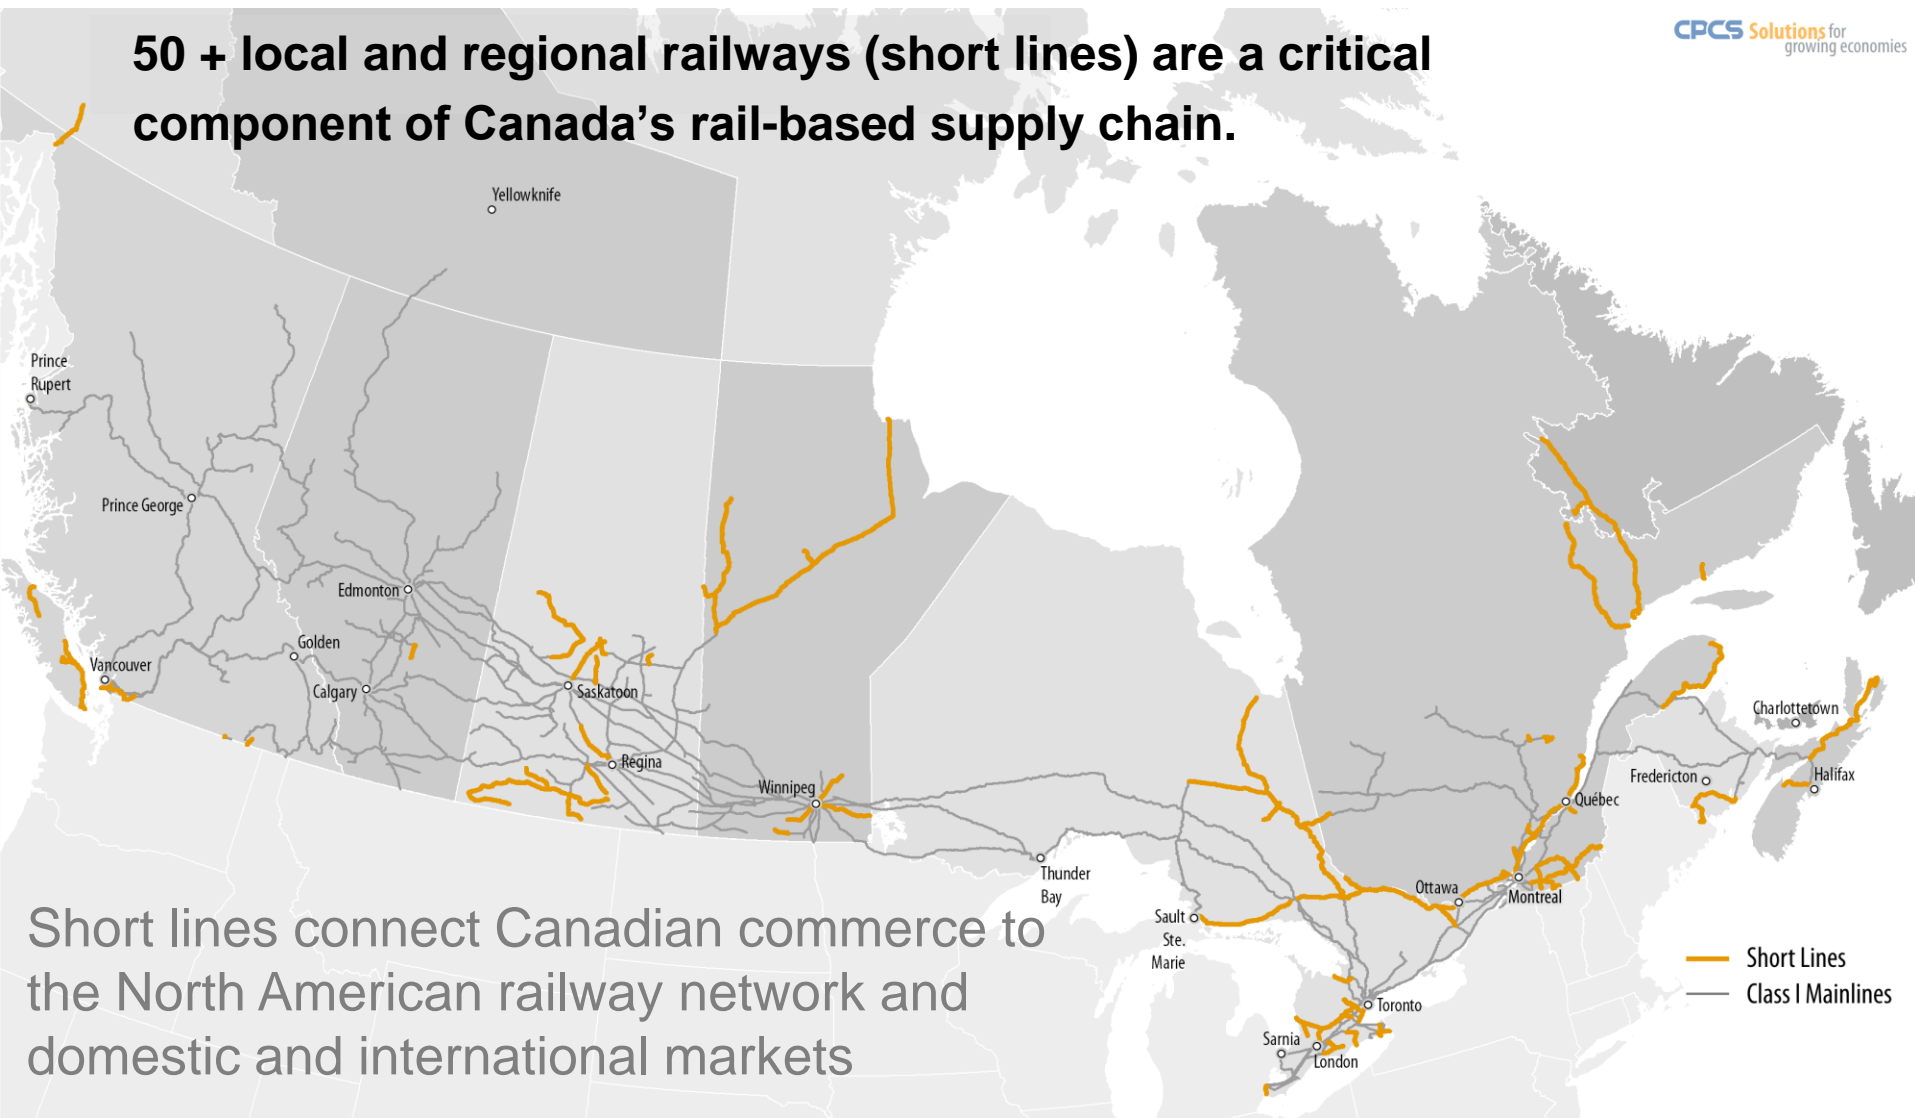 50 + local and regional railways (short lines) are a critical
component of Canada’s rail-based supply chain.
CPCS Solutions for
growing economies
Yellowknife
Prince
Rupert
Prince George
Edmonton
Golden
Vancouver
Calgary
Saskatoon
Regina
Winnipeg
Thunder
Bay
Sault
Ste.
Marie
Ottawa
Montreal
Québec
Fredericton
Charlottetown
Halifax
Toronto
Sarnia
London
Short Lines
Class I Mainlines
Short lines connect Canadian commerce to
the North American railway network and
domestic and international markets